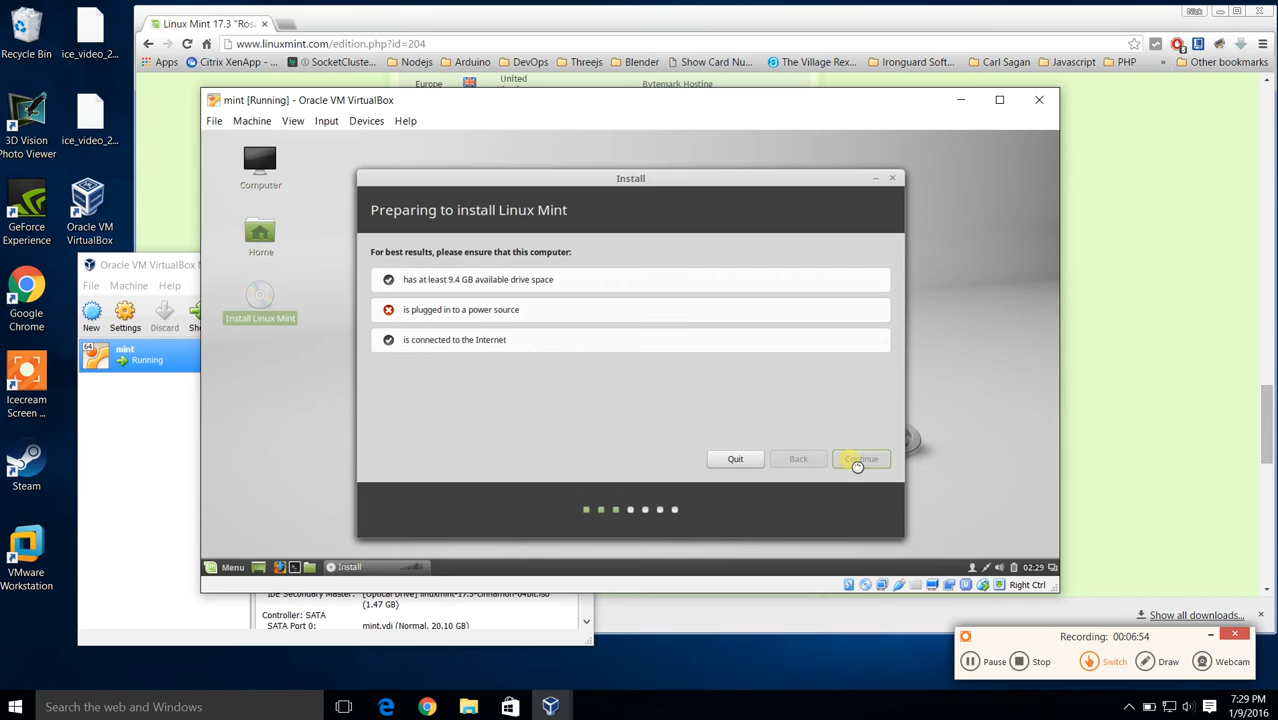 Recycle Bin
ice_video_2...
3D Vision
Photo Viewer
ice_video_2...
GeForce
Experience
Oracle VM
VirtualBox
Google
Chrome
Icecream
Screen ...
Steam
VMware
Workstation
Linux Mint 17.3 "Rosa
Nick
www.linuxmint.com/edition.php?id=204
Apps
Citrix XenApp -
SocketCluste
Nodejs
Arduino
DevOps
Threejs
Blender
Show Card Nu
The Village Rex
Ironguard Softw
Carl Sagan
Javascript
PHP
»
Other bookmarks
Europe
United
Kingdom
Bytemark Hosting
mint [Running] - Oracle VM VirtualBox
File
Machine
View
Input
Devices
Help
Computer
Home
Install Linux Mint
Install
Preparing to install Linux Mint
For best results, please ensure that this computer:
has at least 9.4 GB available drive space
is plugged in to a power source
is connected to the Internet
Quit
Back
Continue
Menu
Install
02:29
Right Ctrl
Oracle VM VirtualBox M
File
Machine
Help
New
Settings
Discard
Sh
64
mint
Running
IDE Secondary Master: [Optical Drive] linuxmint-17.3-cinnamon-64bit.iso
(1.47 GB)
Controller: SATA
SATA Port 0: mint.vdi (Normal, 20.10 GB)
Show all downloads...
Recording: 00:06:54
Pause
Stop
Switch
Draw
Webcam
Search the web and Windows
7:29 PM
1/9/2016